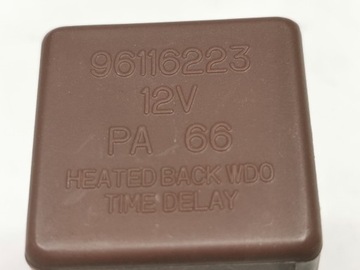 96116223
12V
PA 66
HEATED BACK WDO
TIME DELAY